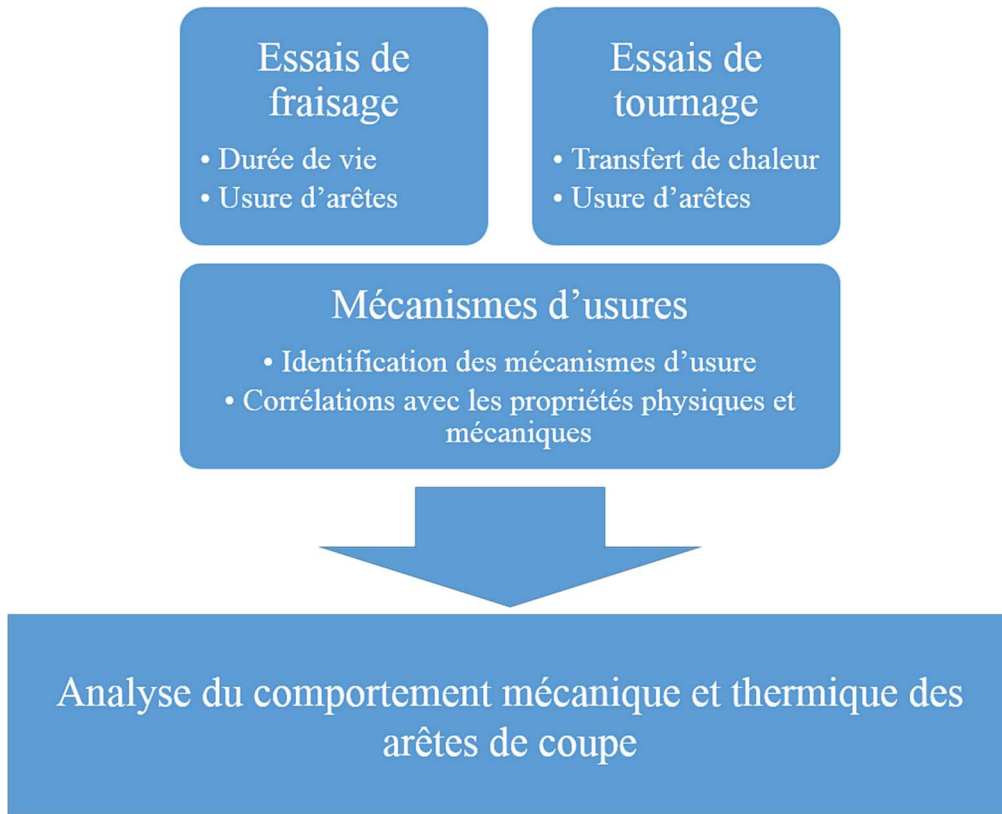 Essais de
fraisage
• Durée de vie
• Usure d’arêtes
Essais de
tournage
• Transfert de chaleur
• Usure d’arêtes
Mécanismes d’usures
• Identification des mécanismes d’usure
• Corrélations avec les propriétés physiques et
mécaniques
Analyse du comportement mécanique et thermique des
arêtes de coupe